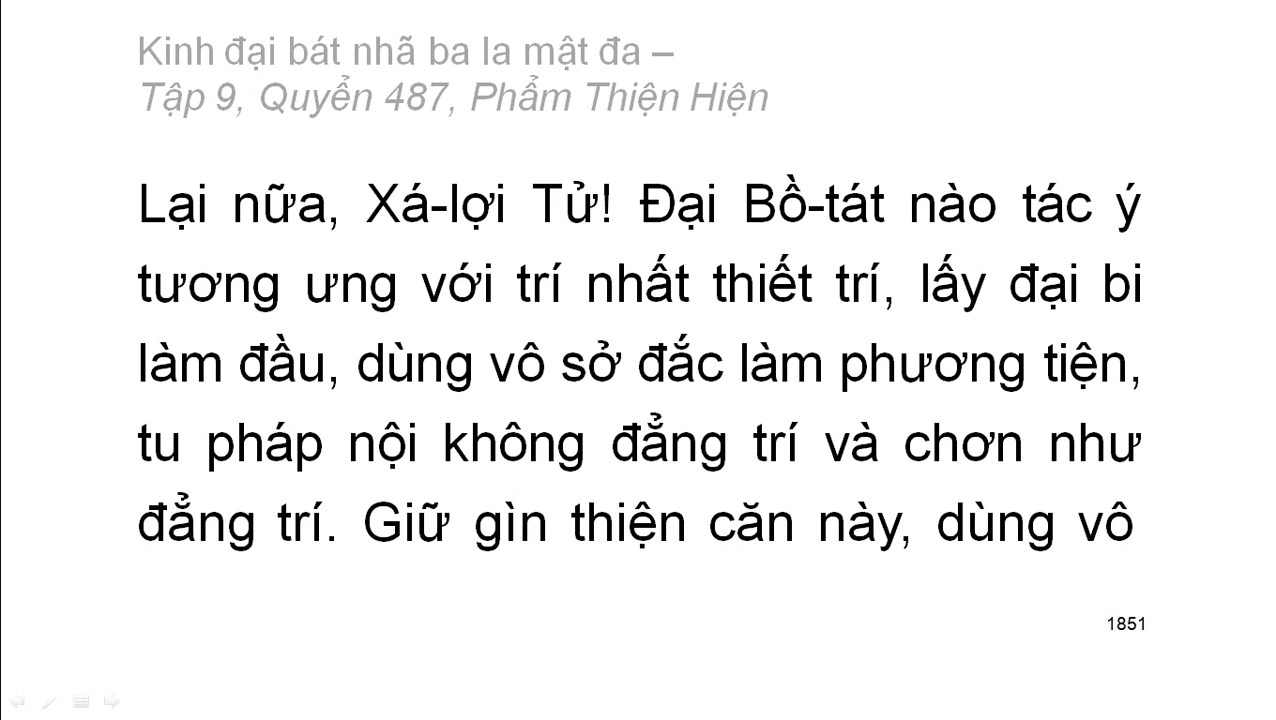 Kinh đại bát nhã ba la mật đa –
Tập 9, Quyển 487, Phẩm Thiện Hiện
Lại nữa, Xá-lợi Tử! Đại Bồ-tát nào tác ý
tương ưng với trí nhất thiết trí, lấy đại bi
làm đầu, dùng vô sở đắc làm phương tiện,
tu pháp nội không đẳng trí và chơn như
đẳng trí. Giữ gìn thiện căn này, dùng vô
1851